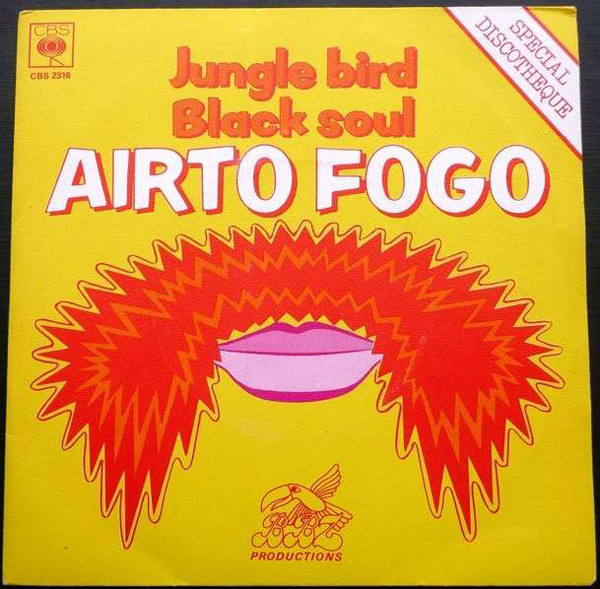 CBS
CBS 2316
SPECIAL
DISCOTHEQUE
Jungle bird
Black soul
AIRTO FOGO
BBZ
PRODUCTIONS